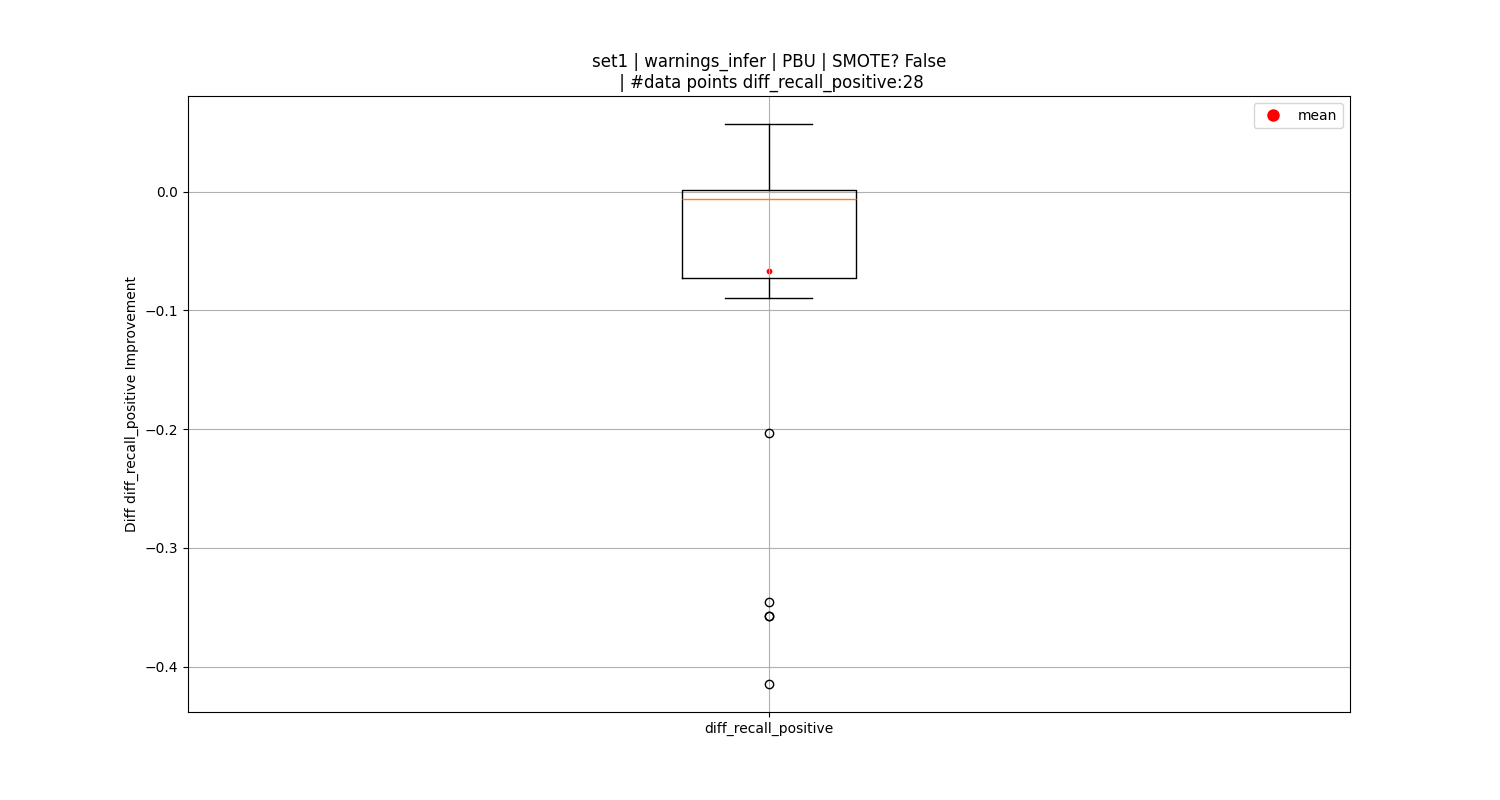 set1 | warnings_infer | PBU | SMOTE? False
| #data points diff_recall_positive:28
mean
0.0
−0.1
−0.2
−0.3
−0.4
Diff diff_recall_positive Improvement
diff_recall_positive